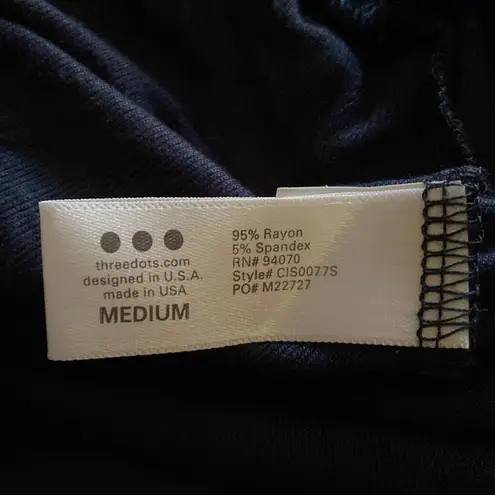 threedots.com
designed in U.S.A.
made in USA
MEDIUM
95% Rayon
5% Spandex
RN# 94070
Style# CIS0077S
PO# M22727